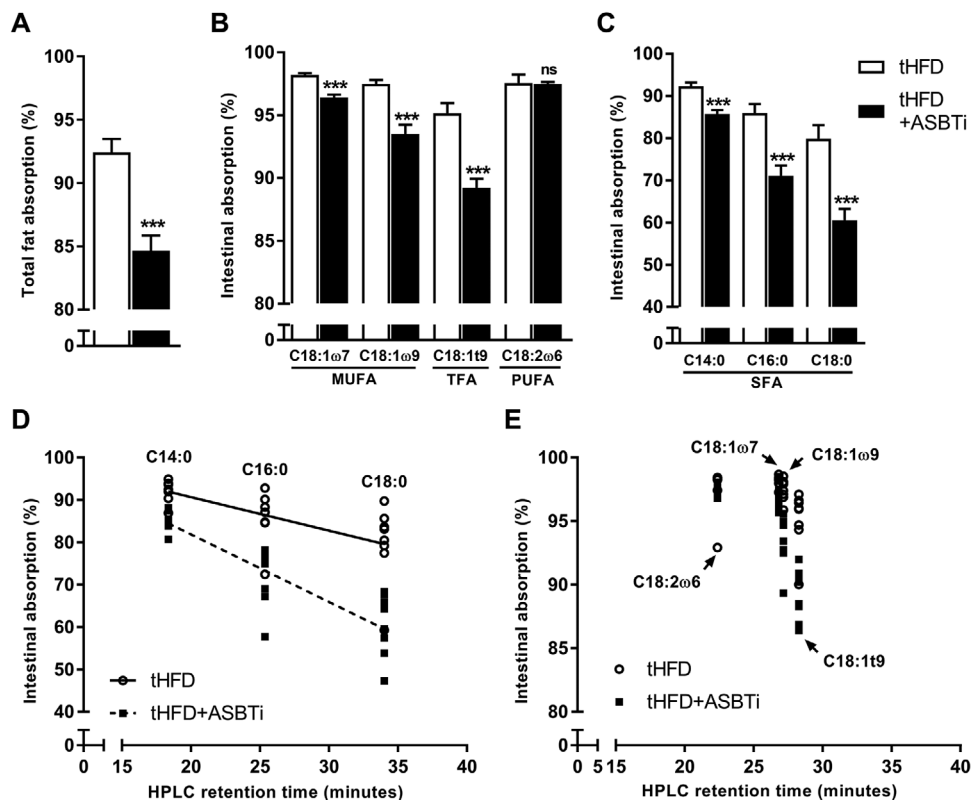 A
Total fat absorption (%)
100
95
90
85
80
0
***
B
Intestinal absorption (%)
100
95
90
85
80
0
***
***
***
ns
C18:1ω7 C18:1ω9 C18:1t9 C18:2ω6
MUFA TFA PUFA
C
Intestinal absorption (%)
100
90
80
70
60
50
40
0
***
***
***
C14:0 C16:0 C18:0
SFA
tHFD
tHFD
+ASBTi
D
Intestinal absorption (%)
100
90
80
70
60
50
40
0
C14:0
C16:0
C18:0
tHFD
tHFD+ASBTi
0 15 20 25 30 35 40
HPLC retention time (minutes)
E
Intestinal absorption (%)
100
95
90
85
80
0
C18:1ω7
C18:1ω9
C18:2ω6
C18:1t9
tHFD
tHFD+ASBTi
0 5 15 20 25 30 35 40
HPLC retention time (minutes)